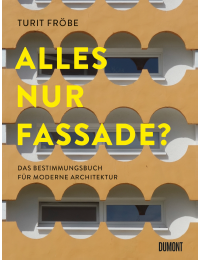 TURIT FRÖBE
ALLES
NUR
FASSADE?
DAS BESTIMMUNGSBUCH
FÜR MODERNE ARCHITEKTUR
DUMONT